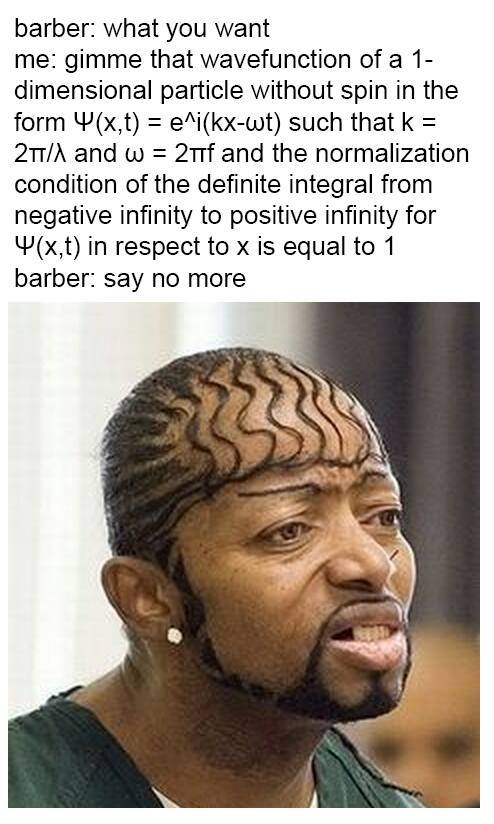 barber: what you want
me: gimme that wavefunction of a 1-
dimensional particle without spin in the
form Ψ(x,t) = e^i(kx-ωt) such that k =
2π/λ and ω = 2πf and the normalization
condition of the definite integral from
negative infinity to positive infinity for
Ψ(x,t) in respect to x is equal to 1
barber: say no more